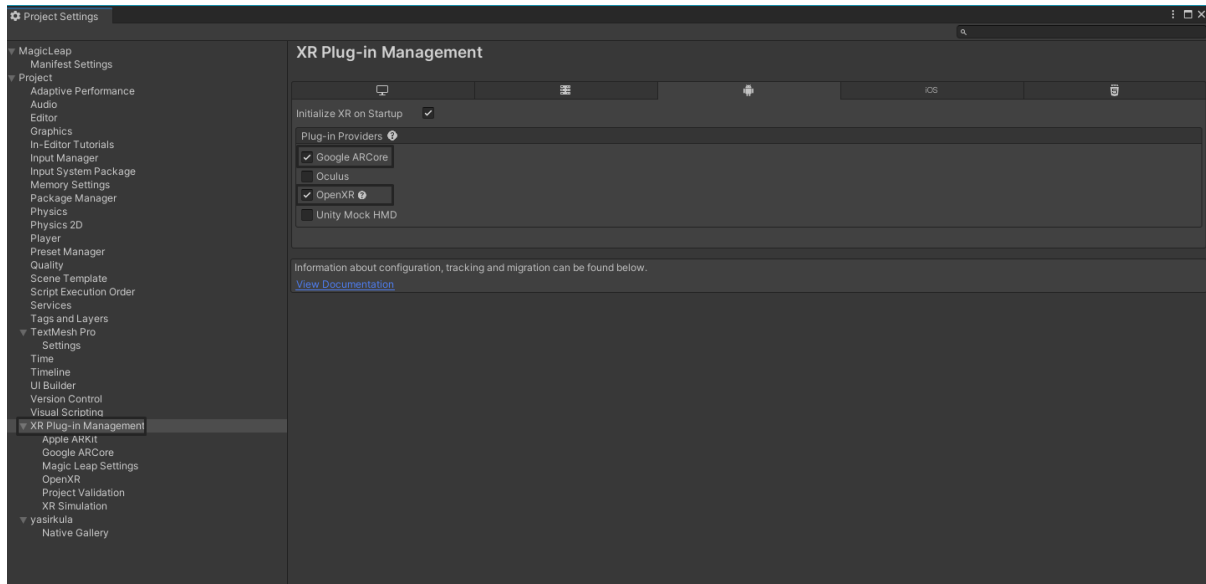 Project Settings
MagicLeap
Manifest Settings
Project
Adaptive Performance
Audio
Editor
Graphics
In-Editor Tutorials
Input Manager
Input System Package
Memory Settings
Package Manager
Physics
Physics 2D
Player
Preset Manager
Quality
Scene Template
Script Execution Order
Services
Tags and Layers
TextMesh Pro
Settings
Time
Timeline
UI Builder
Version Control
Visual Scripting
XR Plug-in Management
Apple ARKit
Google ARCore
Magic Leap Settings
OpenXR
Project Validation
XR Simulation
yasirkula
Native Gallery
XR Plug-in Management
iOS
Initialize XR on Startup
Plug-in Providers
Google ARCore
Oculus
OpenXR
Unity Mock HMD
Information about configuration, tracking and migration can be found below.
View Documentation